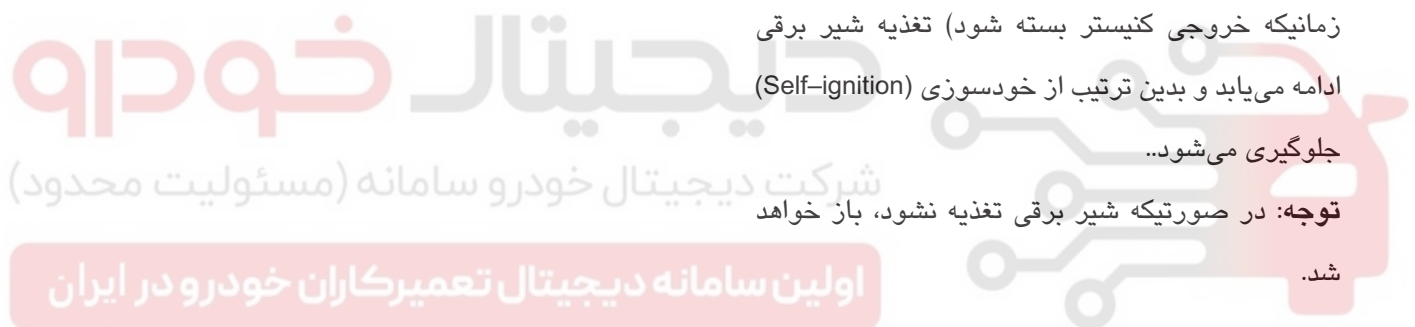 زمانیکه خروجی کنیستر بسته شود) تغذیه شیر برقی
ادامه می‌یابد و بدین ترتیب از خودسوزی (Self–ignition)
جلوگیری می‌شود..
توجه: در صورتیکه شیر برقی تغذیه نشود، باز خواهد
شد.
دیجیتال خودرو
شرکت دیجیتال خودرو سامانه (مسئولیت محدود)
اولین سامانه دیجیتال تعمیرکاران خودرو در ایران